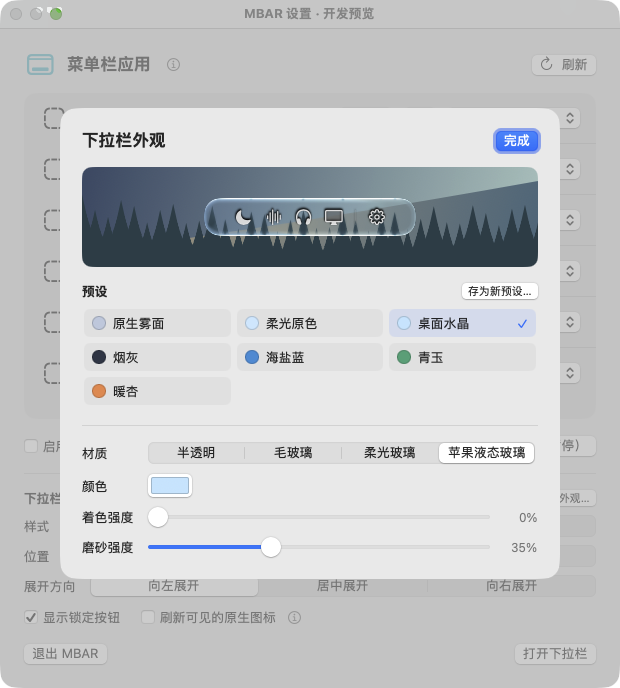 MBAR 设置 · 开发预览
菜单栏应用
刷新
下拉栏外观
完成
预设
存为新预设...
原生雾面
柔光原色
桌面水晶
烟灰
海盐蓝
青玉
暖杏
材质
半透明
毛玻璃
柔光玻璃
苹果液态玻璃
颜色
着色强度
0%
磨砂强度
35%
启
停）
下拉栏
外观...
样式
位置
展开方向
向左展开
居中展开
向右展开
显示锁定按钮
刷新可见的原生图标
退出 MBAR
打开下拉栏